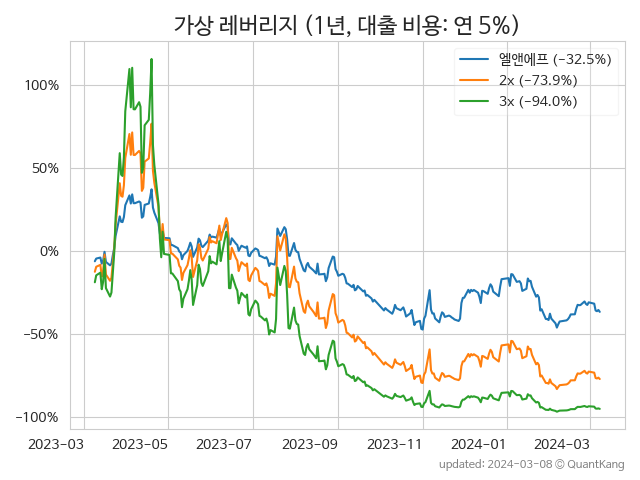 가상 레버리지 (1년, 대출 비용: 연 5%)
엘앤에프 (−32.5%)
2x (−73.9%)
3x (−94.0%)
100%
50%
0%
−50%
−100%
2023−03 2023−05 2023−07 2023−09 2023−11 2024−01 2024−03
updated: 2024-03-08 ⓒ QuantKang